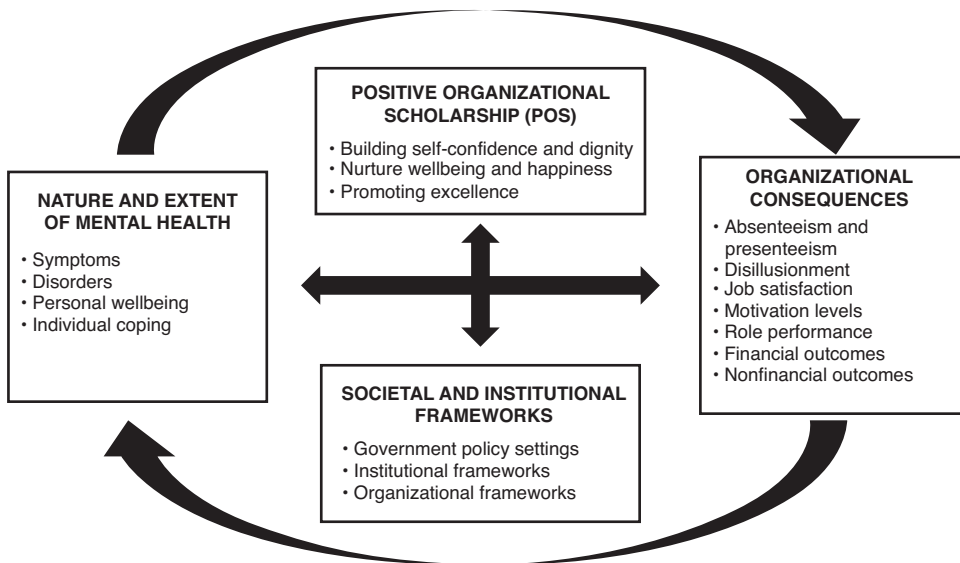 POSITIVE ORGANIZATIONAL
SCHOLARSHIP (POS)
• Building self-confidence and dignity
• Nurture wellbeing and happiness
• Promoting excellence
NATURE AND EXTENT
OF MENTAL HEALTH
• Symptoms
• Disorders
• Personal wellbeing
• Individual coping
ORGANIZATIONAL
CONSEQUENCES
• Absenteeism and
presenteeism
• Disillusionment
• Job satisfaction
• Motivation levels
• Role performance
• Financial outcomes
• Nonfinancial outcomes
SOCIETAL AND INSTITUTIONAL
FRAMEWORKS
• Government policy settings
• Institutional frameworks
• Organizational frameworks